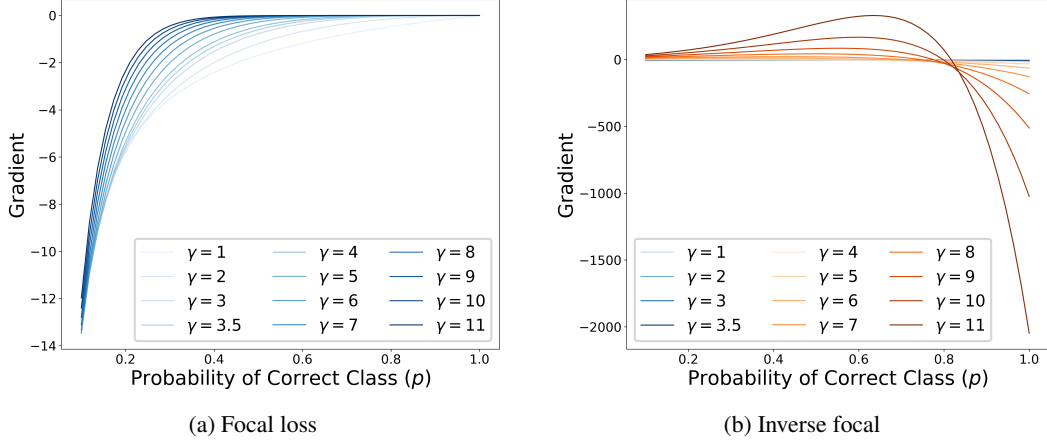 0
−2
−4
−6
−8
−10
−12
−14
Gradient
γ = 1 γ = 4 γ = 8
γ = 2 γ = 5 γ = 9
γ = 3 γ = 6 γ = 10
γ = 3.5 γ = 7 γ = 11
0.2 0.4 0.6 0.8 1.0
Probability of Correct Class (p)
(a) Focal loss
0
−500
−1000
−1500
−2000
Gradient
γ = 1 γ = 4 γ = 8
γ = 2 γ = 5 γ = 9
γ = 3 γ = 6 γ = 10
γ = 3.5 γ = 7 γ = 11
0.2 0.4 0.6 0.8 1.0
Probability of Correct Class (p)
(b) Inverse focal